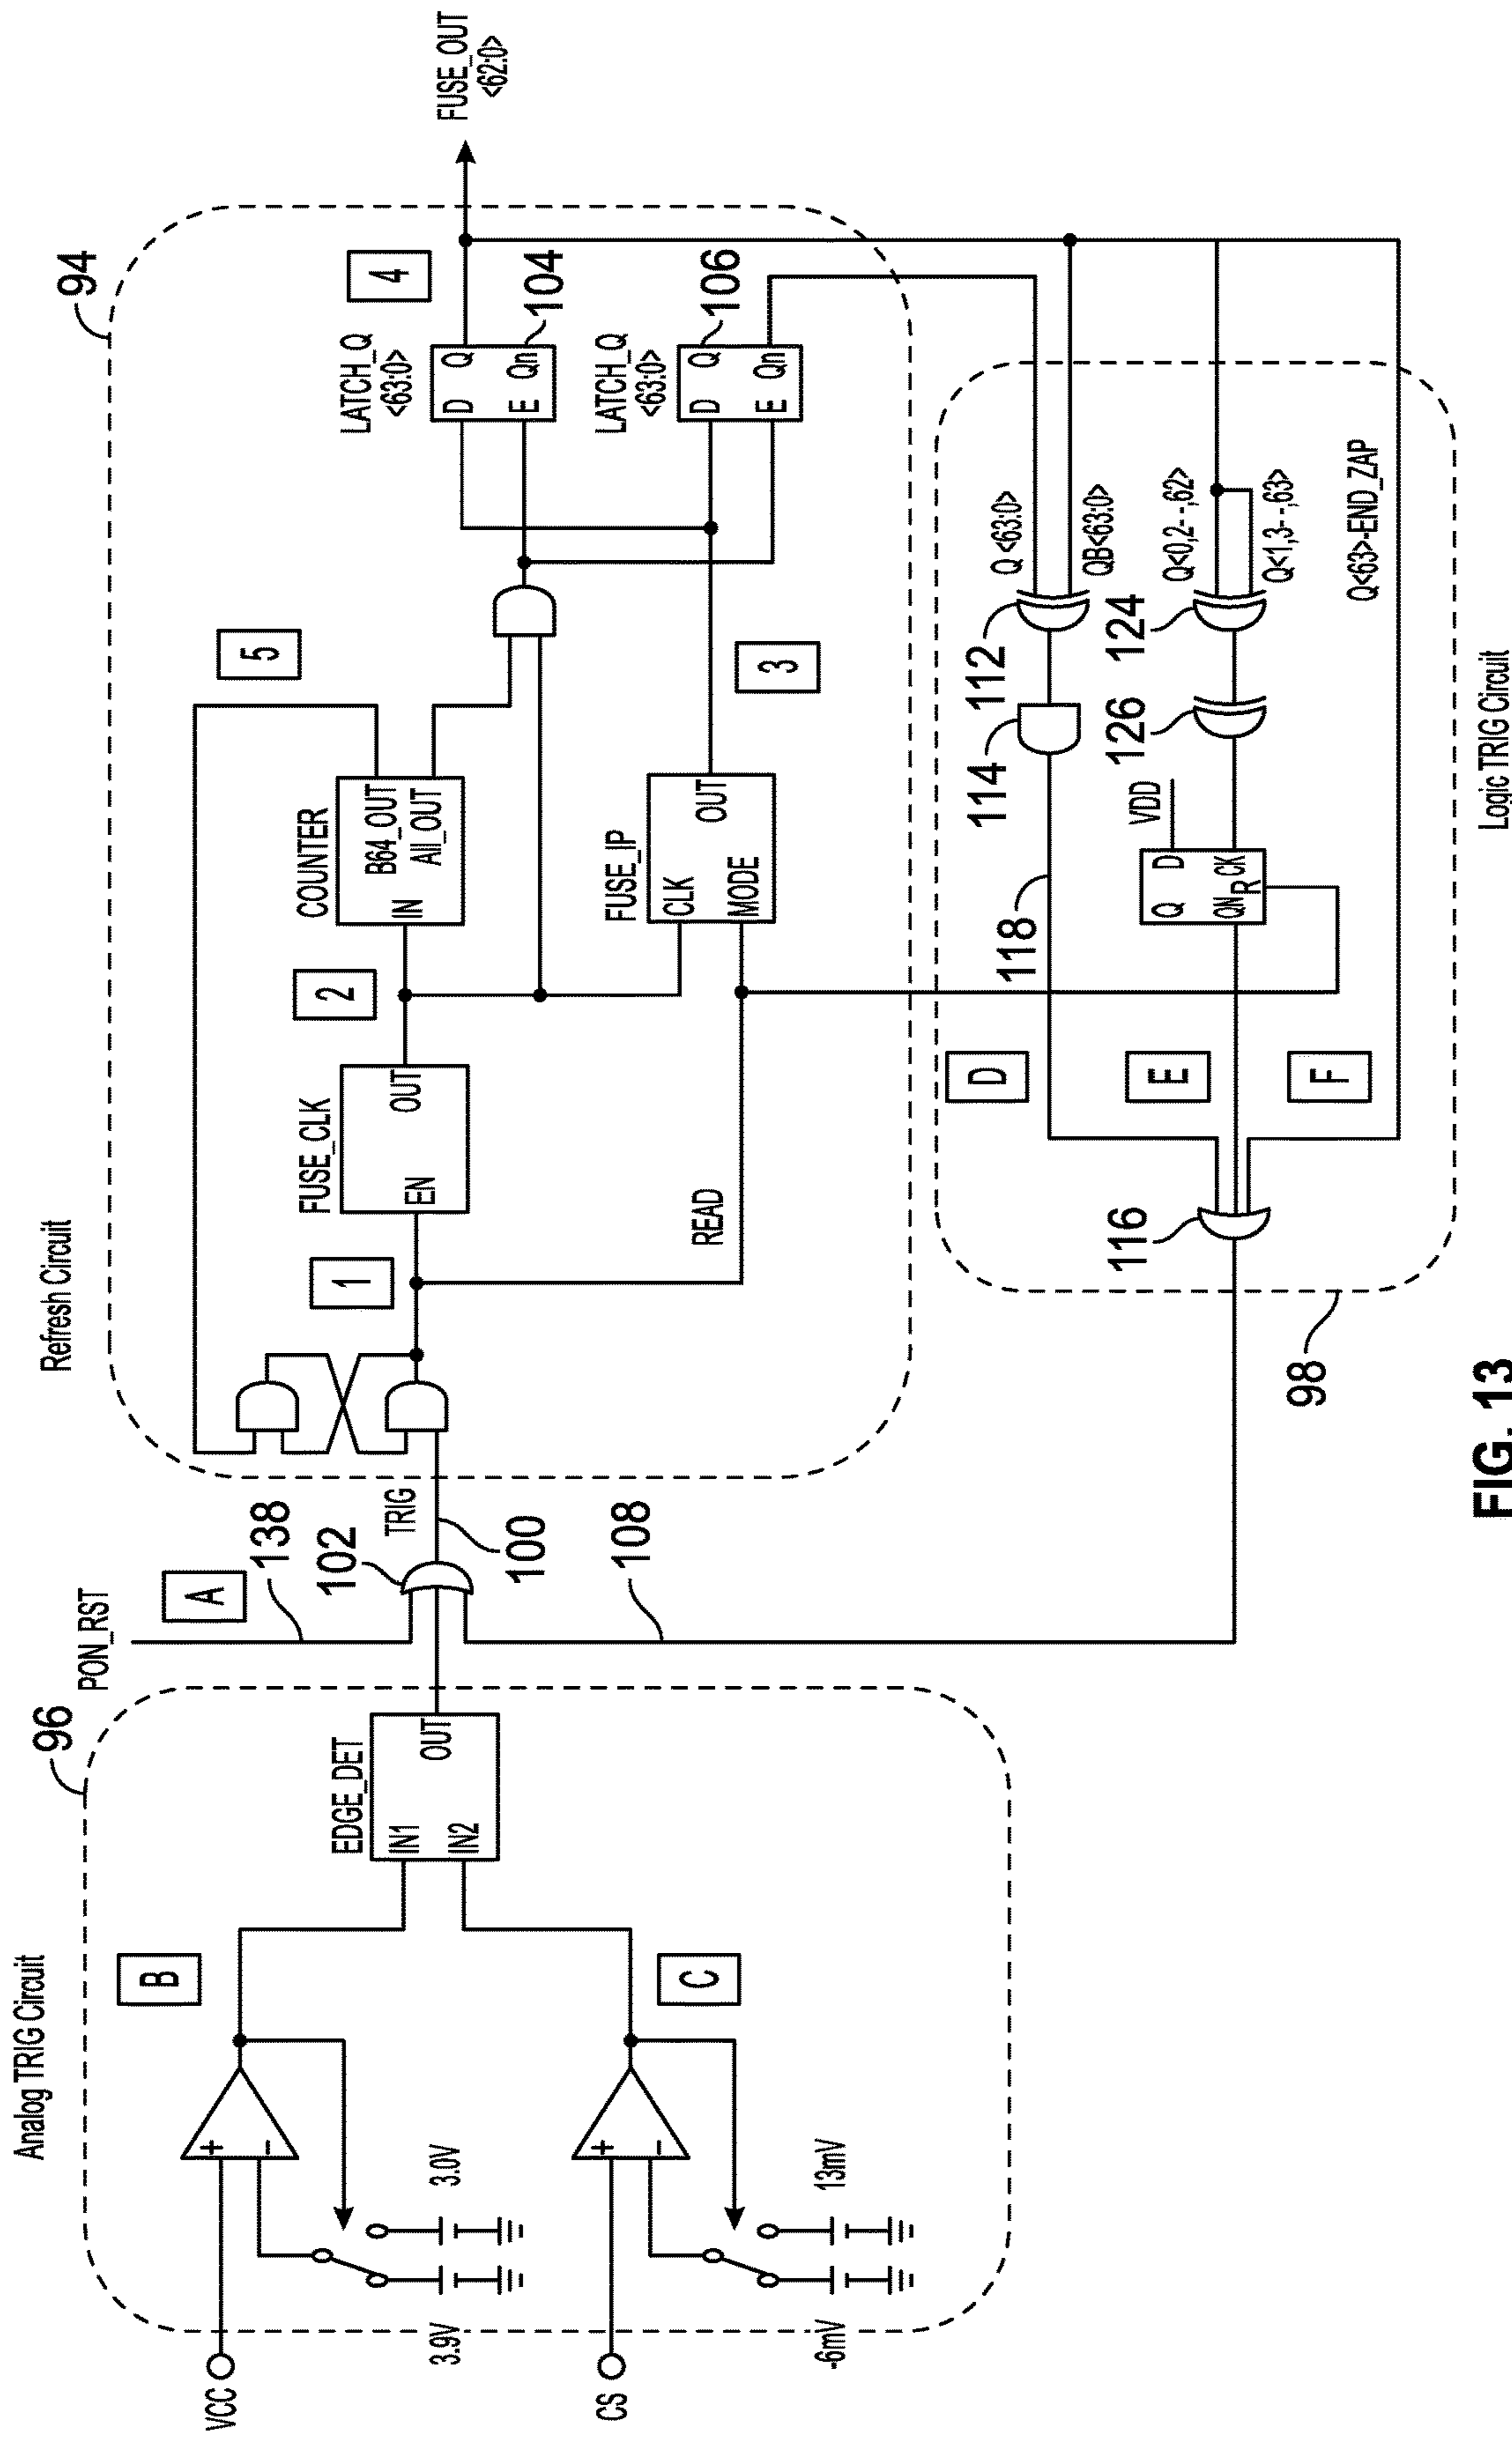 Analog TRIG Circuit
96
VCC
CS
+
-
3.9V
3.0V
B
+
-
-6mV
13mV
C
EDGE_DET
IN1
IN2
OUT
PON_RST
A
138
102
TRIG
100
108
Refresh Circuit
94
1
FUSE_CLK
EN
OUT
READ
2
COUNTER
IN
B64_OUT
All_OUT
5
FUSE_IP
CLK
MODE
OUT
3
LATCH_Q
<63:0>
D
Q
E
Qn
104
4
LATCH_Q
<63:0>
D
Q
E
Qn
106
FUSE_OUT
<62:0>
Logic TRIG Circuit
98
116
D
E
F
118
114
112
Q <63:0>
QB<63:0>
VDD
Q
D
QN
R
CK
126
124
Q<0,2--,62>
Q<1,3--,63>
Q<63>-END_ZAP
FIG. 13